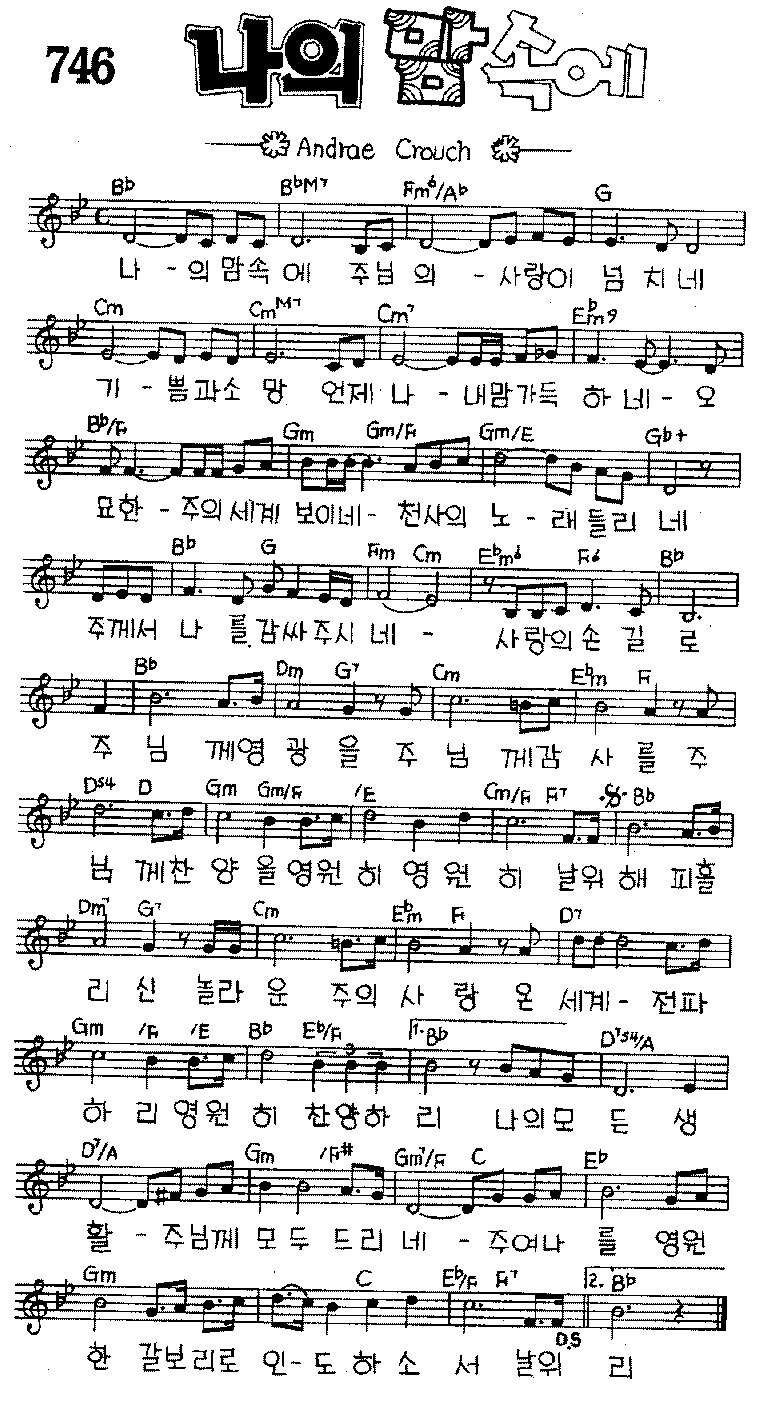 746 나의 맘속에
Andrae Crouch
Bb BbM7 Fm6/Ab G
나 - 의 맘속 에 주님 의 - 사랑이 넘 치 네
Cm CmM7 Cm7 Ebm9
기 - 쁨과소 망 언제 나 - 내맘가득 하 네 - 오
Bb/F Gm Gm/F Gm/E Gb+
묘한 - 주의세계 보이네 - 천사의 노 - 래 들리 네
Bb G Fm Cm Ebm6 F6 Bb
주께서 나 를 감싸주시 네 - 사랑의 손 길 로
Bb Dm G7 Cm Ebm F
주 님 께영 광 을 주 님 께감 사 를 주
Ds4 D Gm Gm/F /E Cm/F F7 Bb
님 께찬 양 을 영원 히 영 원 히 날위 해 피흘
Dm7 G7 Cm Ebm F D7
리 신 놀라 운 주의 사 랑 온 세계 - 전파
Gm /F /E Bb Eb/F 3 1. Bb D7s4/A
하 리 영원 히 찬양하 리 나의모 든 생
D7/A Gm /F# Gm7/F C Eb
활 - 주님께 모 두 드리 네 - 주여나 를 영원
Gm C Eb/F F7 2. Bb
한 갈보리로 인 - 도 하 소 서 날위 리
D.S